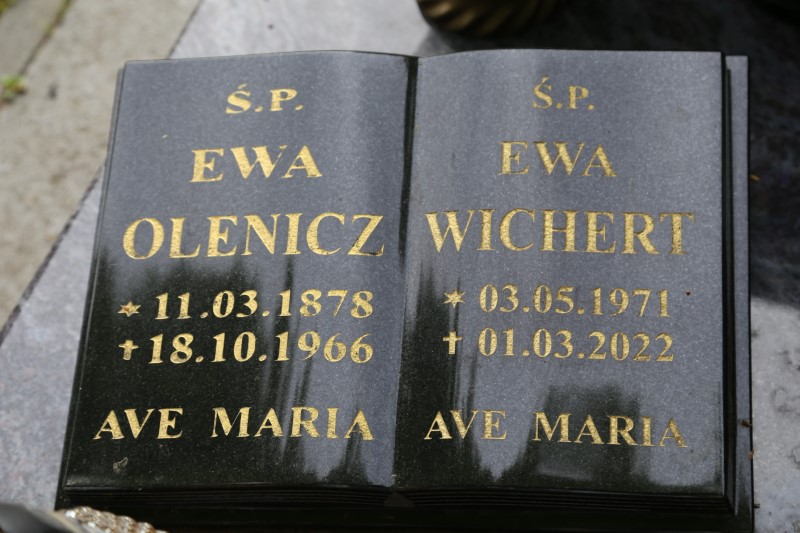 Ś.P.
EWA
OLENICZ
* 11.03.1878
✝ 18.10.1966
AVE MARIA
Ś.P.
EWA
WICHERT
* 03.05.1971
✝ 01.03.2022
AVE MARIA